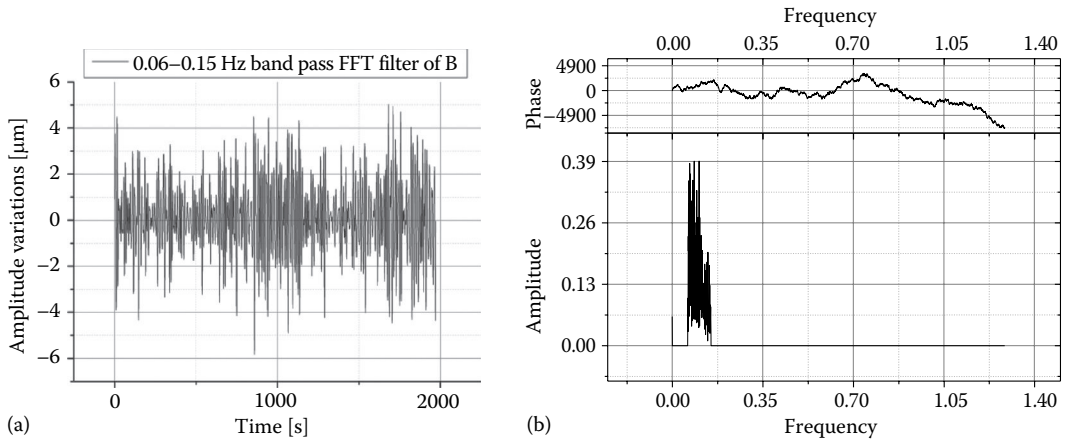 0.06–0.15 Hz band pass FFT filter of B
6
4
2
0
−2
−4
−6
Amplitude variations [µm]
0 1000 2000
Time [s]
(a)
Frequency
0.00 0.35 0.70 1.05 1.40
4900
0
−4900
Phase
0.39
0.26
0.13
0.00
Amplitude
0.00 0.35 0.70 1.05 1.40
Frequency
(b)